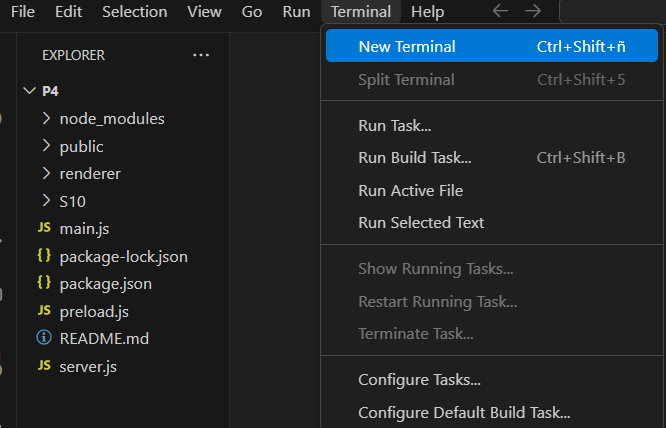 File Edit Selection View Go Run Terminal Help
EXPLORER ...
P4
node_modules
public
renderer
S10
JS main.js
{} package-lock.json
{} package.json
JS preload.js
README.md
JS server.js
New Terminal Ctrl+Shift+ñ
Split Terminal Ctrl+Shift+5
Run Task...
Run Build Task... Ctrl+Shift+B
Run Active File
Run Selected Text
Show Running Tasks...
Restart Running Task...
Terminate Task...
Configure Tasks...
Configure Default Build Task...